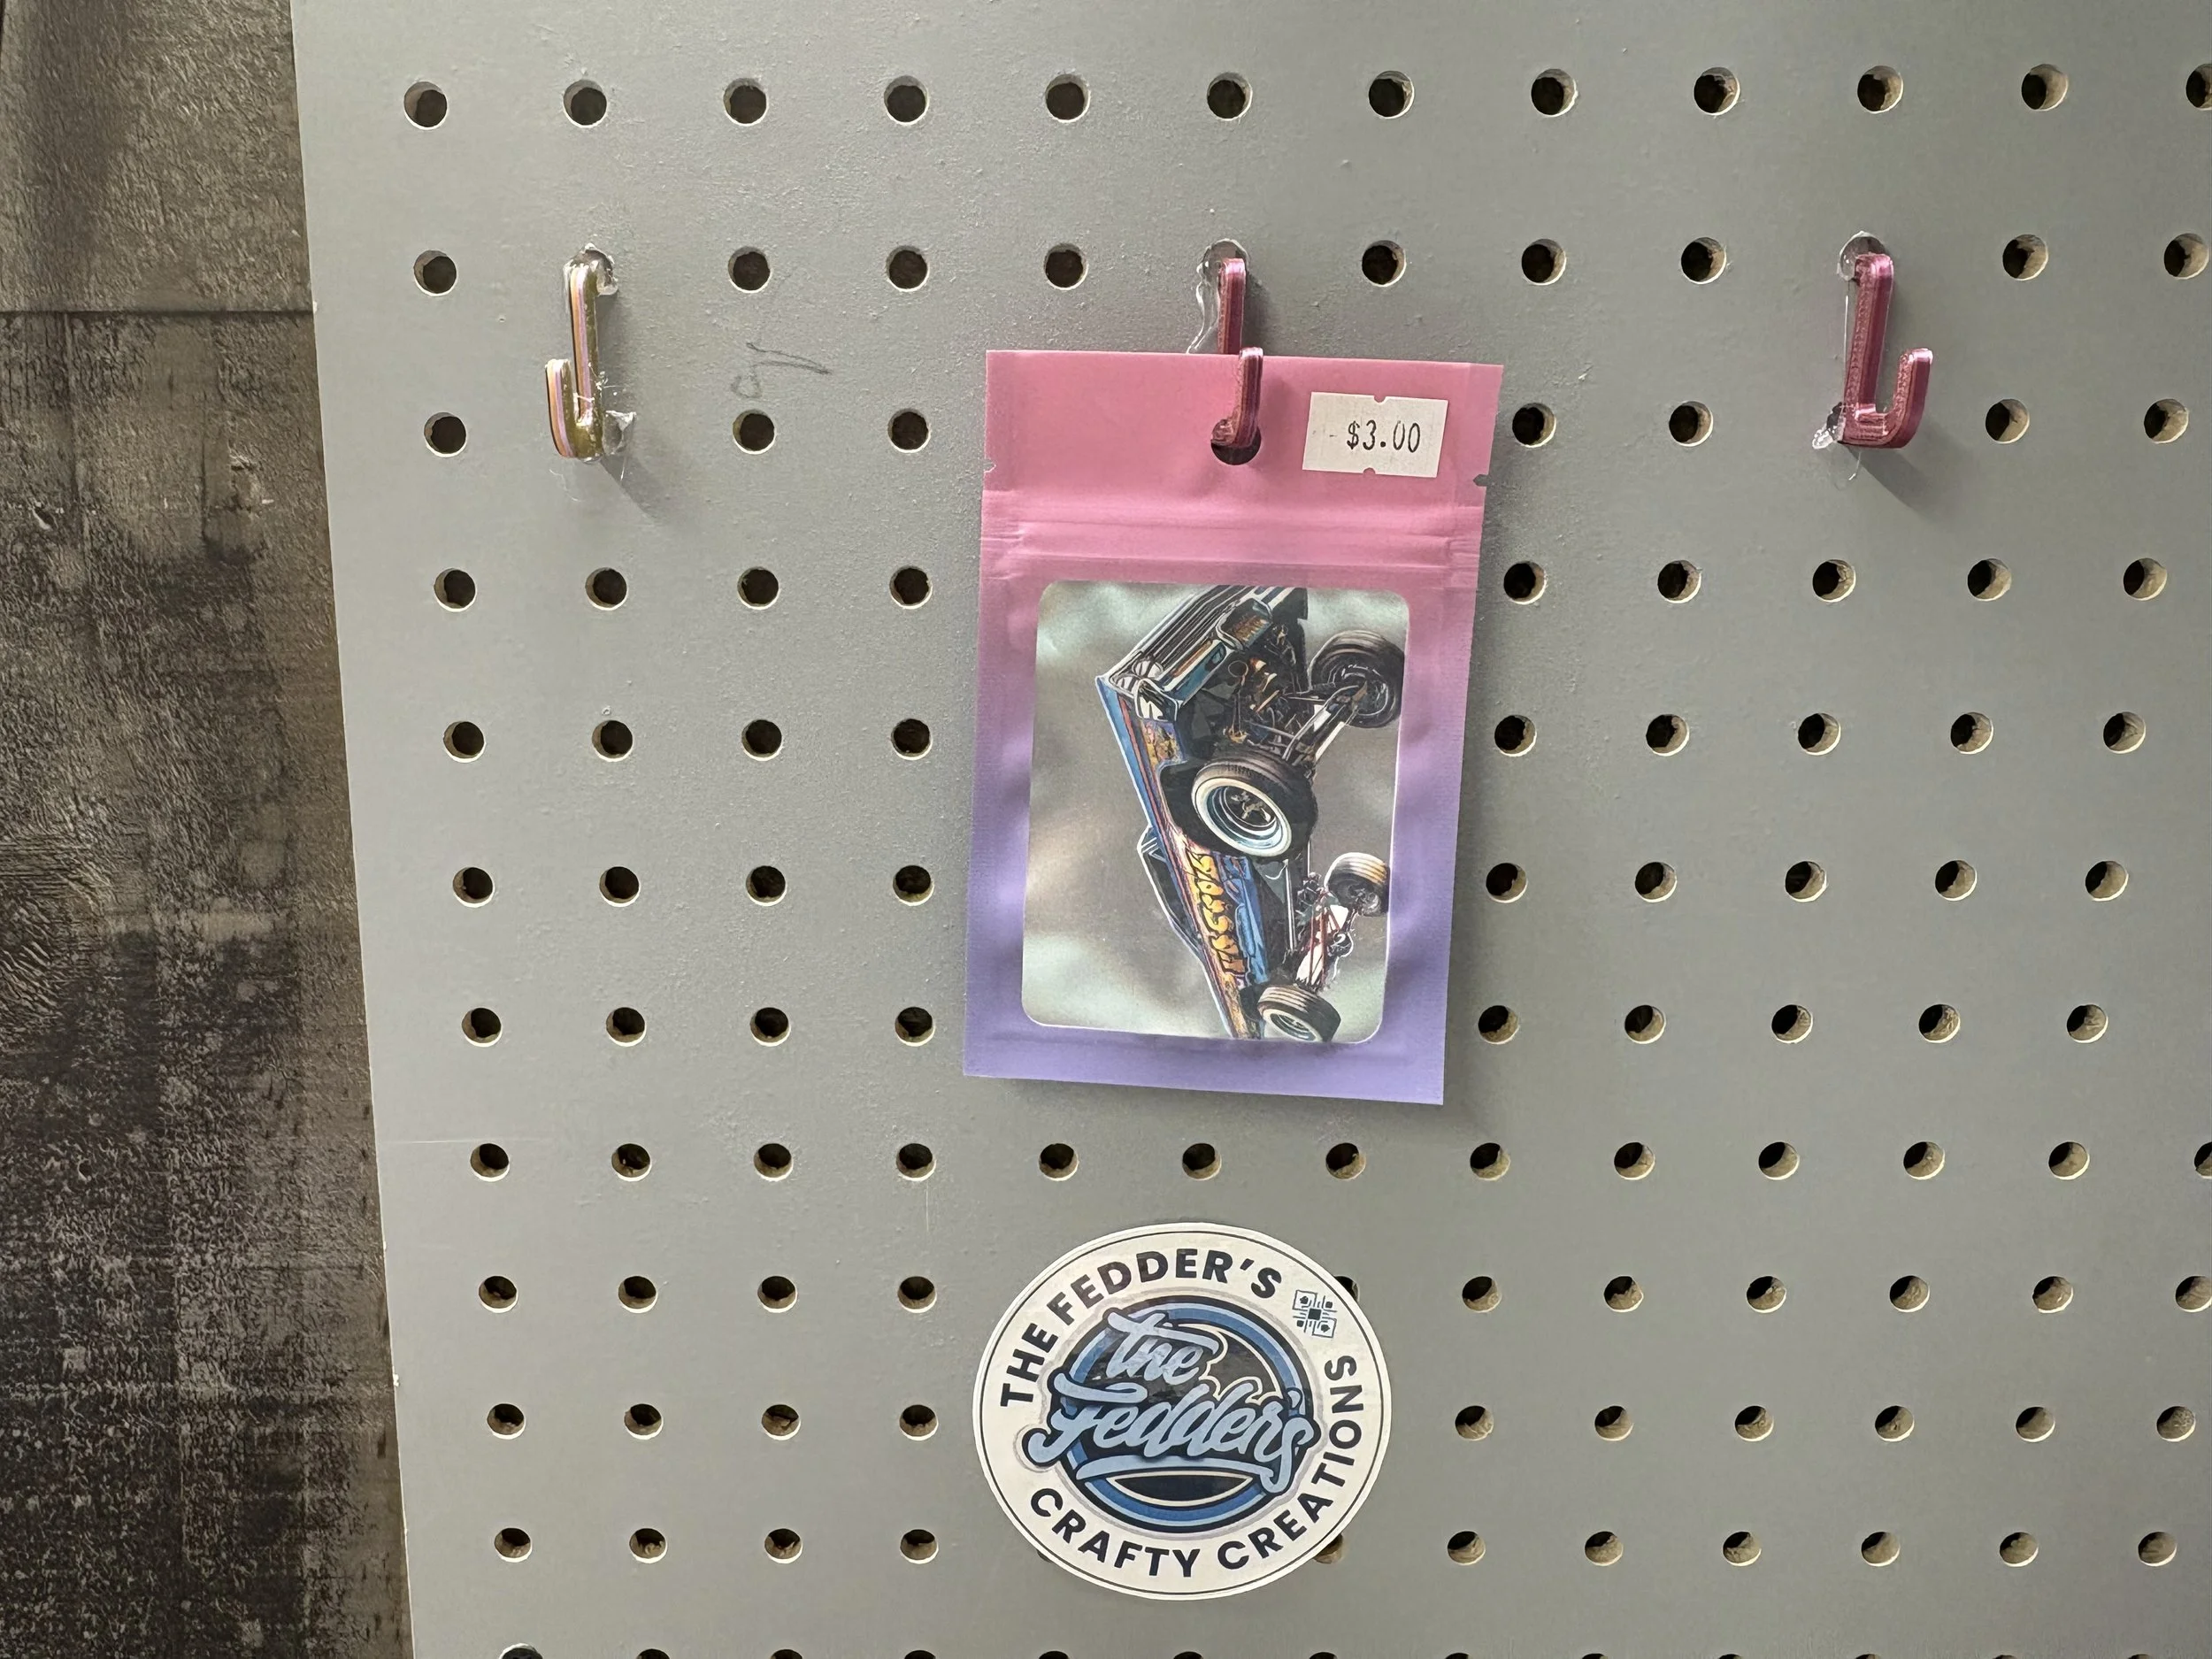 $3.00
THE FEDDER'S
the
Fedder's
CRAFTY CREATIONS